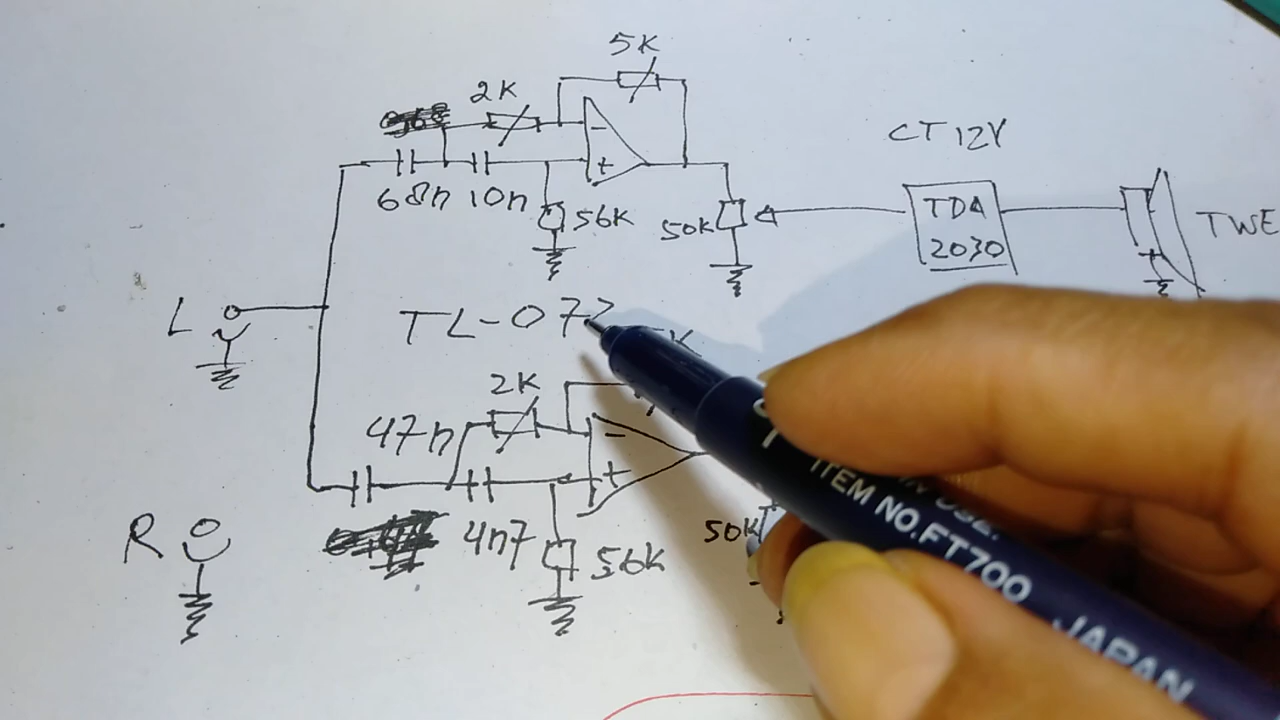 5K
2K
68n 10n
56K
50K
CT 12V
TDA
2030
TWE
L
TL-072
2K
47n
4n7
56K
50K
R
ITEM NO.FT700 JAPAN